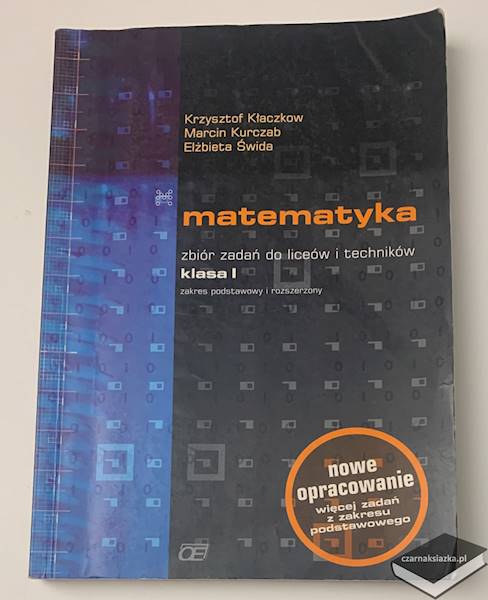 Krzysztof Kłaczkow
Marcin Kurczab
Elżbieta Świda
matematyka
zbiór zadań do liceów i techników
klasa I
zakres podstawowy i rozszerzony
nowe
opracowanie
więcej zadań
z zakresu
podstawowego
czarnaksiazka.pl